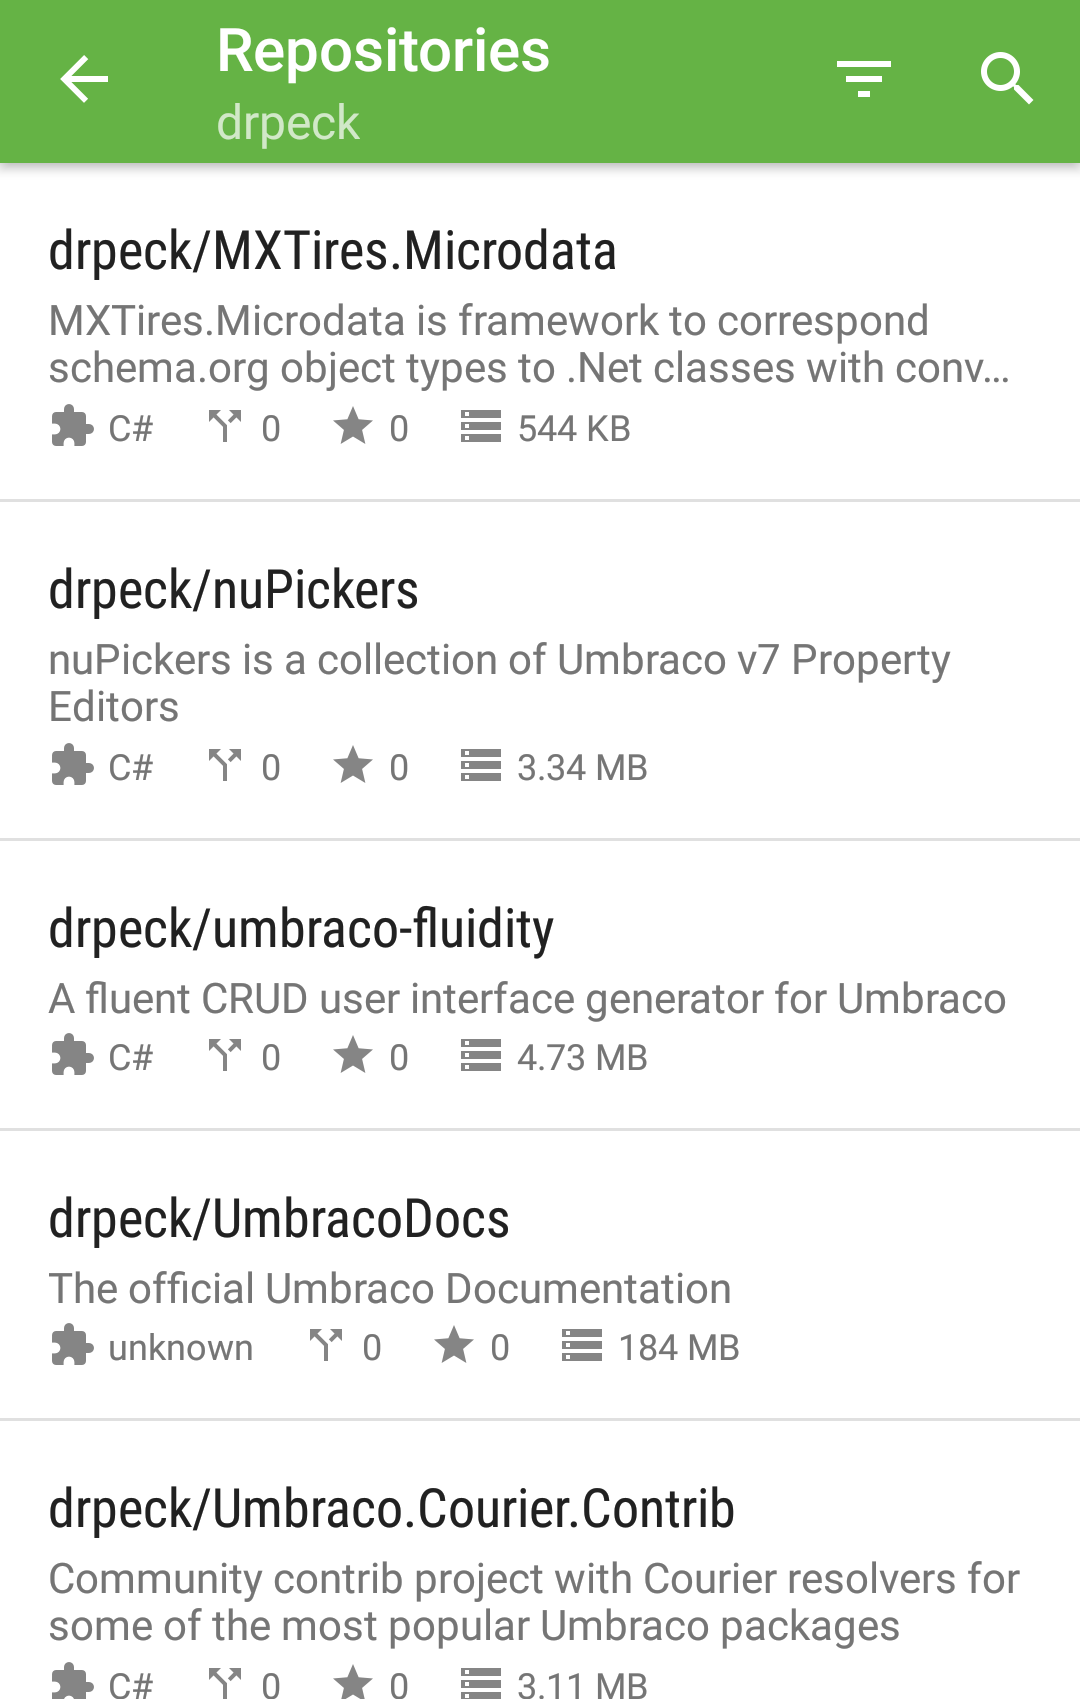 Repositories
drpeck
drpeck/MXTires.Microdata
MXTires.Microdata is framework to correspond
schema.org object types to .Net classes with conv...
C# 0 0 544 KB
drpeck/nuPickers
nuPickers is a collection of Umbraco v7 Property
Editors
C# 0 0 3.34 MB
drpeck/umbraco-fluidity
A fluent CRUD user interface generator for Umbraco
C# 0 0 4.73 MB
drpeck/UmbracoDocs
The official Umbraco Documentation
unknown 0 0 184 MB
drpeck/Umbraco.Courier.Contrib
Community contrib project with Courier resolvers for
some of the most popular Umbraco packages
C# 0 0 3.11 MB